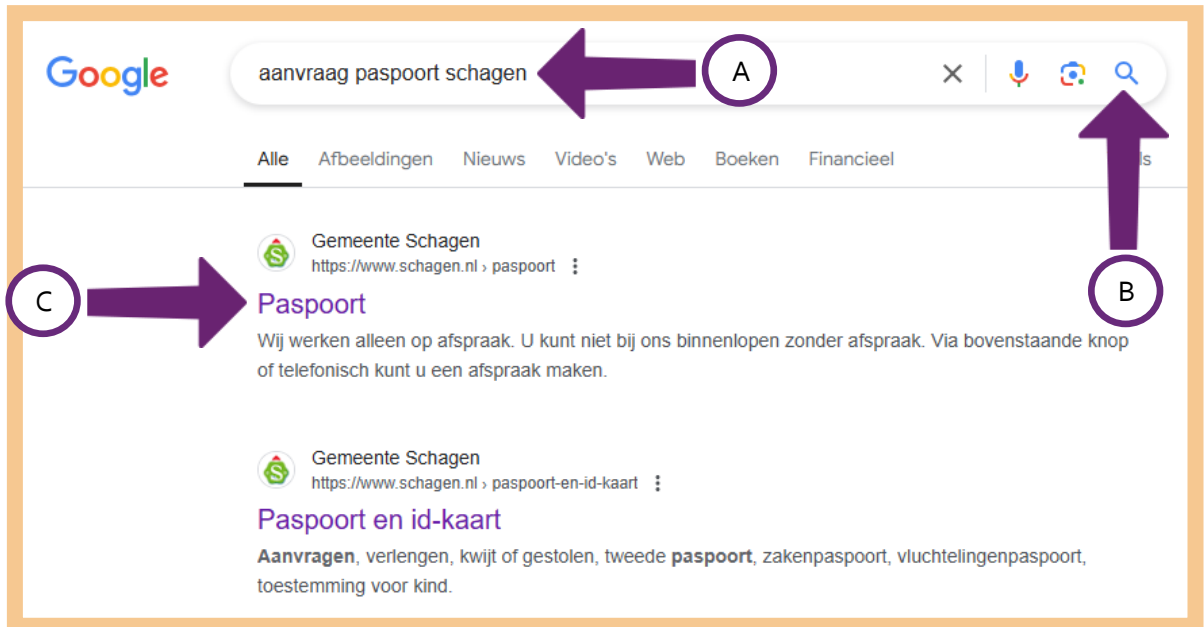 Google
aanvraag paspoort schagen
A
Alle Afbeeldingen Nieuws Video's Web Boeken Financieel
B
Gemeente Schagen
https://www.schagen.nl › paspoort
C
Paspoort
Wij werken alleen op afspraak. U kunt niet bij ons binnenlopen zonder afspraak. Via bovenstaande knop
of telefonisch kunt u een afspraak maken.
S
Gemeente Schagen
https://www.schagen.nl › paspoort-en-id-kaart
Paspoort en id-kaart
Aanvragen, verlengen, kwijt of gestolen, tweede paspoort, zakenpaspoort, vluchtelingenpaspoort,
toestemming voor kind.